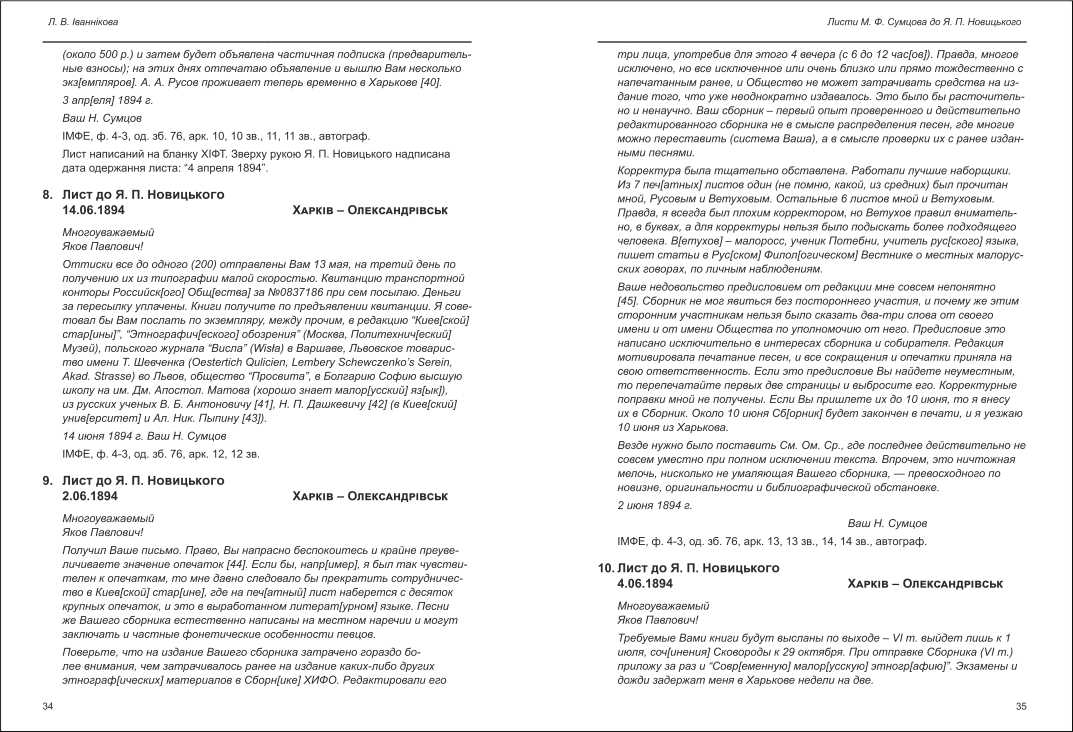 Л. В. Іваннікова
(около 500 р.) и затем будет объявлена частичная подписка (предваритель-
ные взносы); на этих днях отпечатаю объявление и вышлю Вам несколько
экз[емпляров]. А. А. Русов проживает теперь временно в Харькове [40].
3 апр[еля] 1894 г.
Ваш Н. Сумцов
ІМФЕ, ф. 4-3, од. зб. 76, арк. 10, 10 зв., 11, 11 зв., автограф.
Лист написаний на бланку ХІФТ. Зверху рукою Я. П. Новицького надписана
дата одержання листа: “4 апреля 1894”.
8. Лист до Я. П. Новицького
14.06.1894 Харків – Олександрівськ
Многоуважаемый
Яков Павлович!
Оттиски все до одного (200) отправлены Вам 13 мая, на третий день по
получению их из типографии малой скоростью. Квитанцию транспортной
конторы Российск[ого] Общ[ества] за №0837186 при сем посылаю. Деньги
за пересылку уплачены. Книги получите по предъявлении квитанции. Я сове-
товал бы Вам послать по экземпляру, между прочим, в редакцию “Киев[ской]
стар[ины]”, “Этнографич[еского] обозрения” (Москва, Политехнич[еский]
Музей), польского журнала “Висла” (Wisła) в Варшаве, Львовское товарис-
тво имени Т. Шевченка (Oestertich Qulicien, Lembery Schewczenko’s Serein,
Akad. Strasse) во Львов, общество “Просвита”, в Болгарию Софию высшую
школу на им. Дм. Апостол. Матова (хорошо знает малор[усский] яз[ык]),
из русских ученых В. Б. Антоновичу [41], Н. П. Дашкевичу [42] (в Киев[ский]
унив[ерситет] и Ал. Ник. Пыпину [43]).
14 июня 1894 г. Ваш Н. Сумцов
ІМФЕ, ф. 4-3, од. зб. 76, арк. 12, 12 зв.
9. Лист до Я. П. Новицького
2.06.1894 Харків – Олександрівськ
Многоуважаемый
Яков Павлович!
Получил Ваше письмо. Право, Вы напрасно беспокоитесь и крайне преуве-
личиваете значение опечаток [44]. Если бы, напр[имер], я был так чувстви-
телен к опечаткам, то мне давно следовало бы прекратить сотрудничес-
тво в Киев[ской] стар[ине], где на печ[атный] лист наберется с десяток
крупных опечаток, и это в выработанном литерат[урном] языке. Песни
же Вашего сборника естественно написаны на местном наречии и могут
заключать и частные фонетические особенности певцов.
Поверьте, что на издание Вашего сборника затрачено гораздо бо-
лее внимания, чем затрачивалось ранее на издание каких-либо других
этнограф[ических] материалов в Сборн[ике] ХИФО. Редактировали его
34
Листи М. Ф. Сумцова до Я. П. Новицького
три лица, употребив для этого 4 вечера (с 6 до 12 час[ов]). Правда, многое
исключено, но все исключенное или очень близко или прямо тождественно с
напечатанным ранее, и Общество не может затрачивать средства на из-
дание того, что уже неоднократно издавалось. Это было бы расточитель-
но и ненаучно. Ваш сборник – первый опыт проверенного и действительно
редактированного сборника не в смысле распределения песен, где многие
можно переставить (система Ваша), а в смысле проверки их с ранее издан-
ными песнями.
Корректура была тщательно обставлена. Работали лучшие наборщики.
Из 7 печ[атных] листов один (не помню, какой, из средних) был прочитан
мной, Русовым и Ветуховым. Остальные 6 листов мной и Ветуховым.
Правда, я всегда был плохим корректором, но Ветухов правил вниматель-
но, в буквах, а для корректуры нельзя было подыскать более подходящего
человека. В[етухов] – малоросс, ученик Потебни, учитель рус[ского] языка,
пишет статьи в Рус[ском] Филол[огическом] Вестнике о местных малорус-
ских говорах, по личным наблюдениям.
Ваше недовольство предисловием от редакции мне совсем непонятно
[45]. Сборник не мог явиться без постороннего участия, и почему же этим
сторонним участникам нельзя было сказать два-три слова от своего
имени и от имени Общества по уполномочию от него. Предисловие это
написано исключительно в интересах сборника и собирателя. Редакция
мотивировала печатание песен, и все сокращения и опечатки приняла на
свою ответственность. Если это предисловие Вы найдете неуместным,
то перепечатайте первых две страницы и выбросите его. Корректурные
поправки мной не получены. Если Вы пришлете их до 10 июня, то я внесу
их в Сборник. Около 10 июня Сб[орник] будет закончен в печати, и я уезжаю
10 июня из Харькова.
Везде нужно было поставить См. Ом. Ср., где последнее действительно не
совсем уместно при полном исключении текста. Впрочем, это ничтожная
мелочь, нисколько не умаляющая Вашего сборника, — превосходного по
новизне, оригинальности и библиографической обстановке.
2 июня 1894 г.
Ваш Н. Сумцов
ІМФЕ, ф. 4-3, од. зб. 76, арк. 13, 13 зв., 14, 14 зв., автограф.
10. Лист до Я. П. Новицького
4.06.1894 Харків – Олександрівськ
Многоуважаемый
Яков Павлович!
Требуемые Вами книги будут высланы по выходе – VI т. выйдет лишь к 1
июля, соч[инения] Сковороды к 29 октября. При отправке Сборника (VI т.)
приложу за раз и “Совр[еменную] малор[усскую] этногр[афию]”. Экзамены и
дожди задержат меня в Харькове недели на две.
35